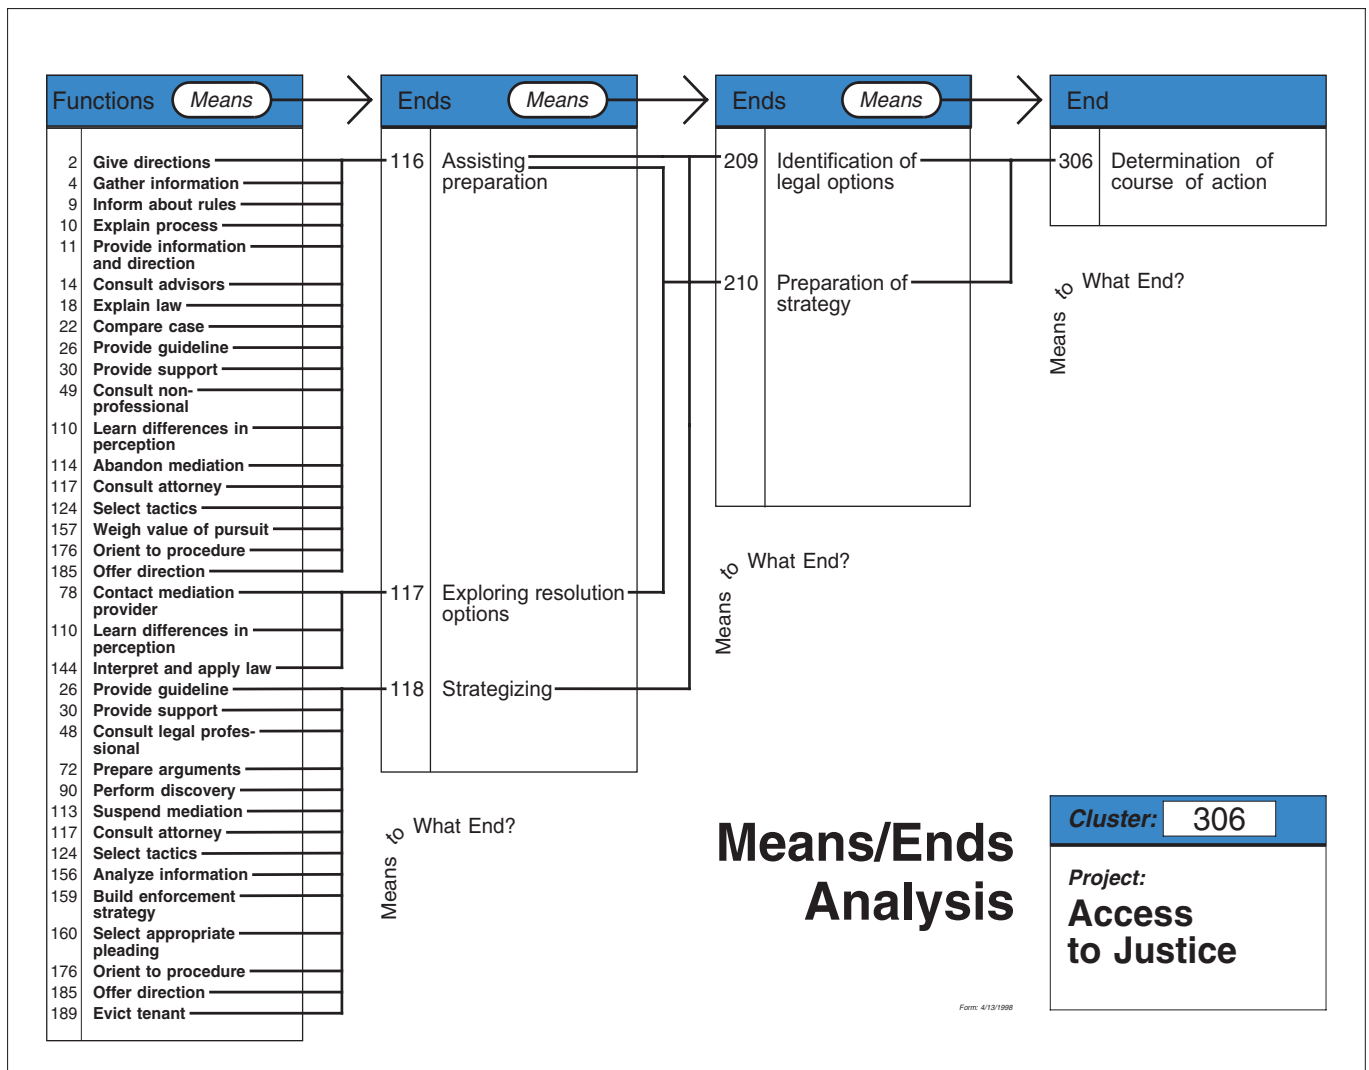 Functions Means
Ends Means
Ends Means
End
2 Give directions
4 Gather information
9 Inform about rules
10 Explain process
11 Provide information
and direction
14 Consult advisors
18 Explain law
22 Compare case
26 Provide guideline
30 Provide support
49 Consult non-
professional
110 Learn differences in
perception
114 Abandon mediation
117 Consult attorney
124 Select tactics
157 Weigh value of pursuit
176 Orient to procedure
185 Offer direction
78 Contact mediation
provider
110 Learn differences in
perception
144 Interpret and apply law
26 Provide guideline
30 Provide support
48 Consult legal profes-
sional
72 Prepare arguments
90 Perform discovery
113 Suspend mediation
117 Consult attorney
124 Select tactics
156 Analyze information
159 Build enforcement
strategy
160 Select appropriate
pleading
176 Orient to procedure
185 Offer direction
189 Evict tenant
116 Assisting
preparation
117 Exploring resolution
options
118 Strategizing
Means to What End?
209 Identification of
legal options
210 Preparation of
strategy
Means to What End?
306 Determination of
course of action
Means to What End?
Means/Ends
Analysis
Form: 4/13/1998
Cluster: 306
Project:
Access
to Justice